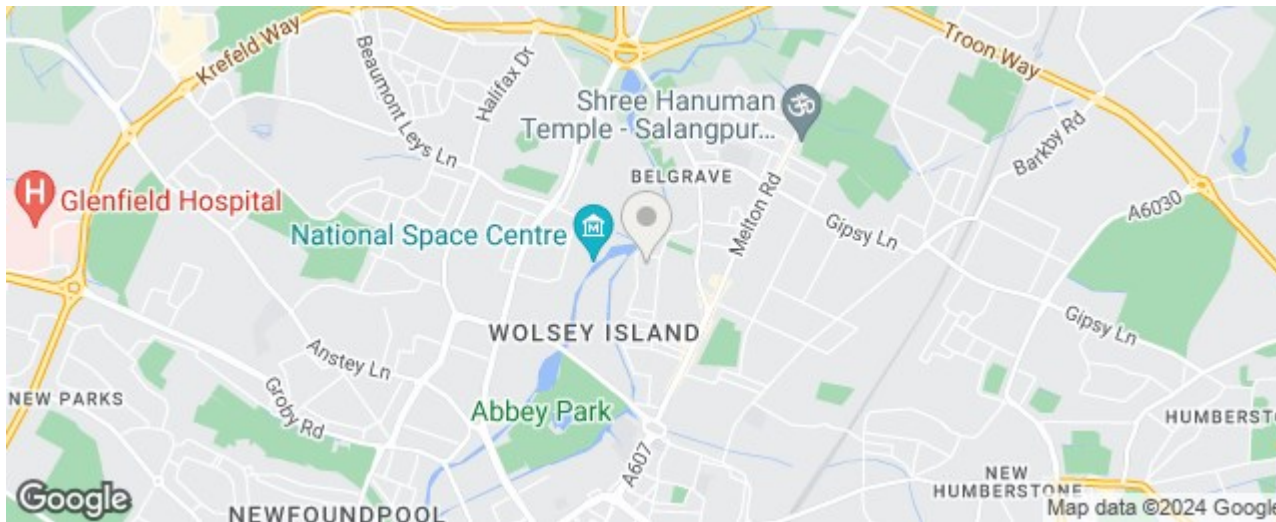 Krefeld Way
Beaumont Leys Ln
Halifax Dr
Troon Way
Shree Hanuman
Temple - Salangpur...
Barkby Rd
BELGRAVE
H
Glenfield Hospital
A6030
Melton Rd
Gipsy Ln
National Space Centre
M
WOLSEY ISLAND
Gipsy Ln
Anstey Ln
NEW PARKS
Groby Rd
Abbey Park
HUMBERSTO
A607
NEW
HUMBERSTONE
NEWFOUNDPOOL
Google
Map data ©2024 Google
ॐ